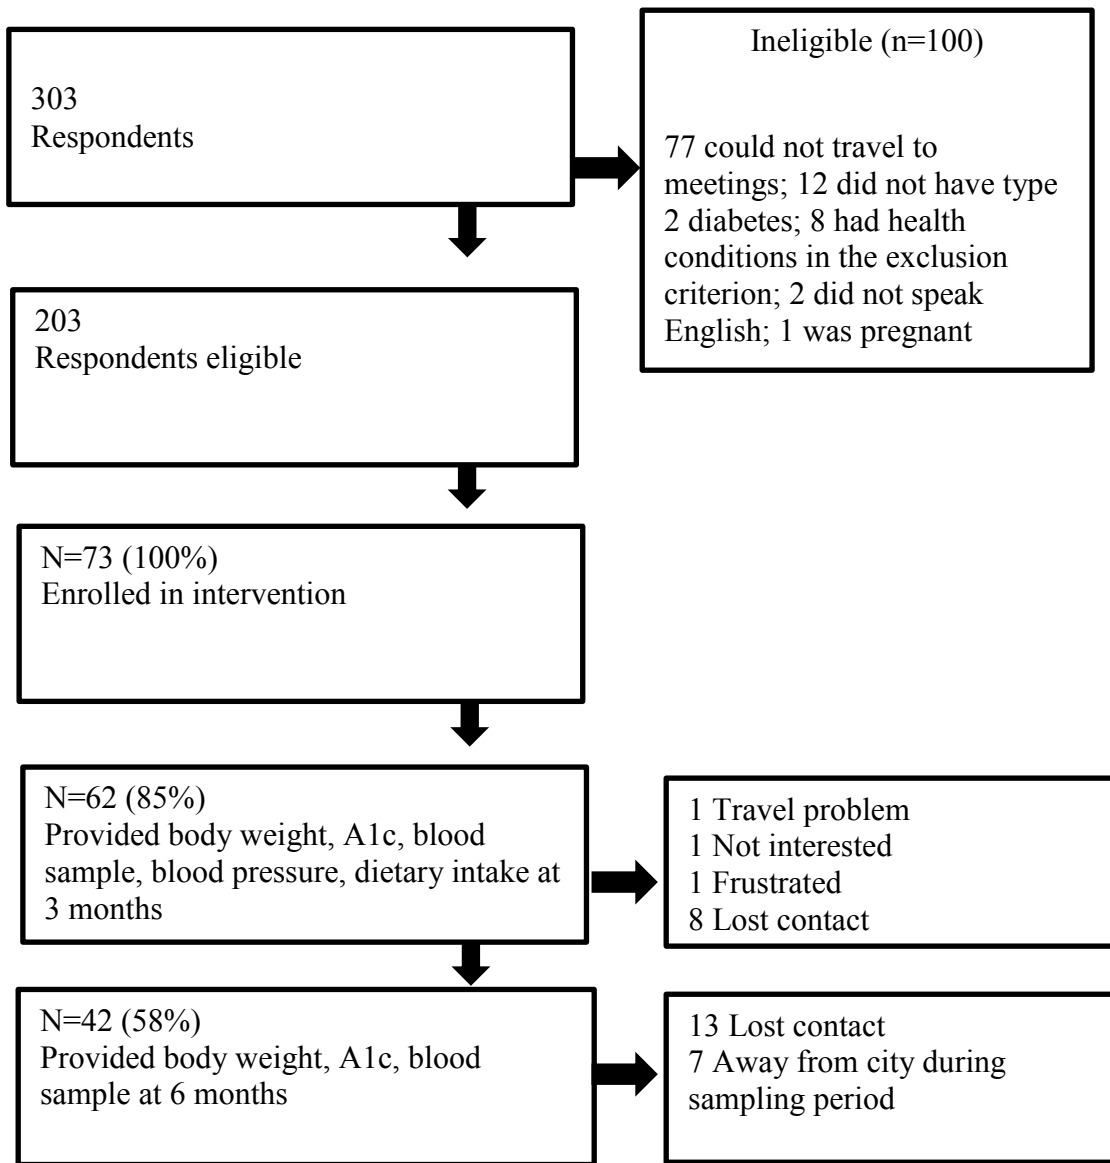 303
Respondents
Ineligible (n=100)
77 could not travel to
meetings; 12 did not have type
2 diabetes; 8 had health
conditions in the exclusion
criterion; 2 did not speak
English; 1 was pregnant
203
Respondents eligible
N=73 (100%)
Enrolled in intervention
N=62 (85%)
Provided body weight, A1c, blood
sample, blood pressure, dietary intake at
3 months
1 Travel problem
1 Not interested
1 Frustrated
8 Lost contact
N=42 (58%)
Provided body weight, A1c, blood
sample at 6 months
13 Lost contact
7 Away from city during
sampling period